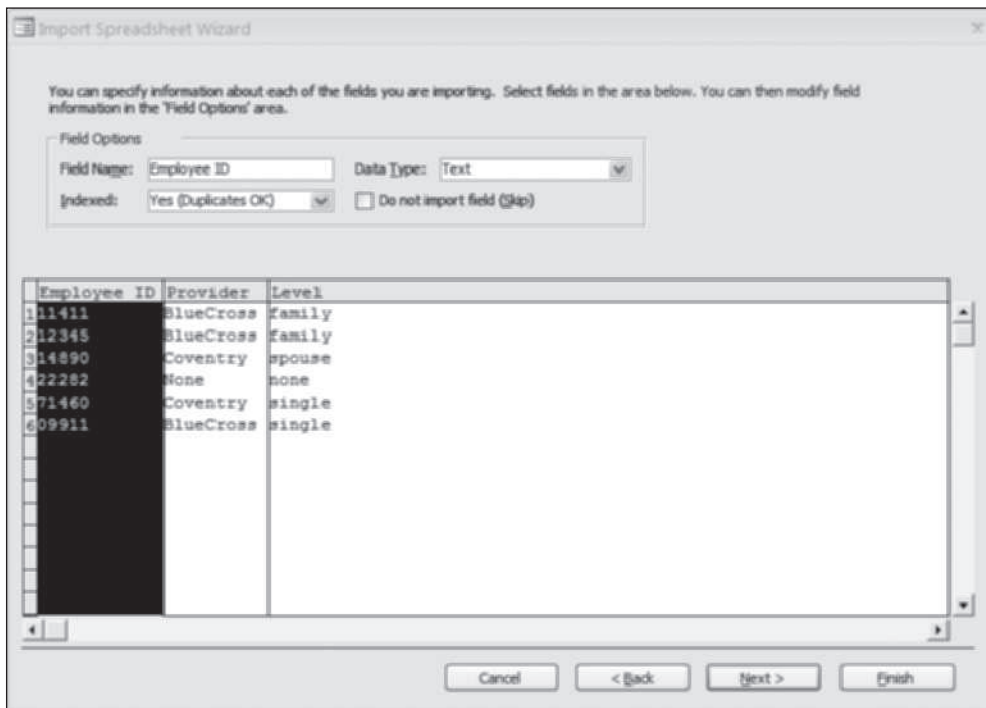 Import Spreadsheet Wizard
You can specify information about each of the fields you are importing. Select fields in the area below. You can then modify field
information in the 'Field Options' area.
Field Options
Field Name: Employee ID Data Type: Text
Indexed: Yes (Duplicates OK) Do not import field (Skip)
Employee ID Provider Level
1 11411 BlueCross family
2 12345 BlueCross family
3 14890 Coventry spouse
4 22282 None none
5 71460 Coventry single
6 09911 BlueCross single
Cancel < Back Next > Finish